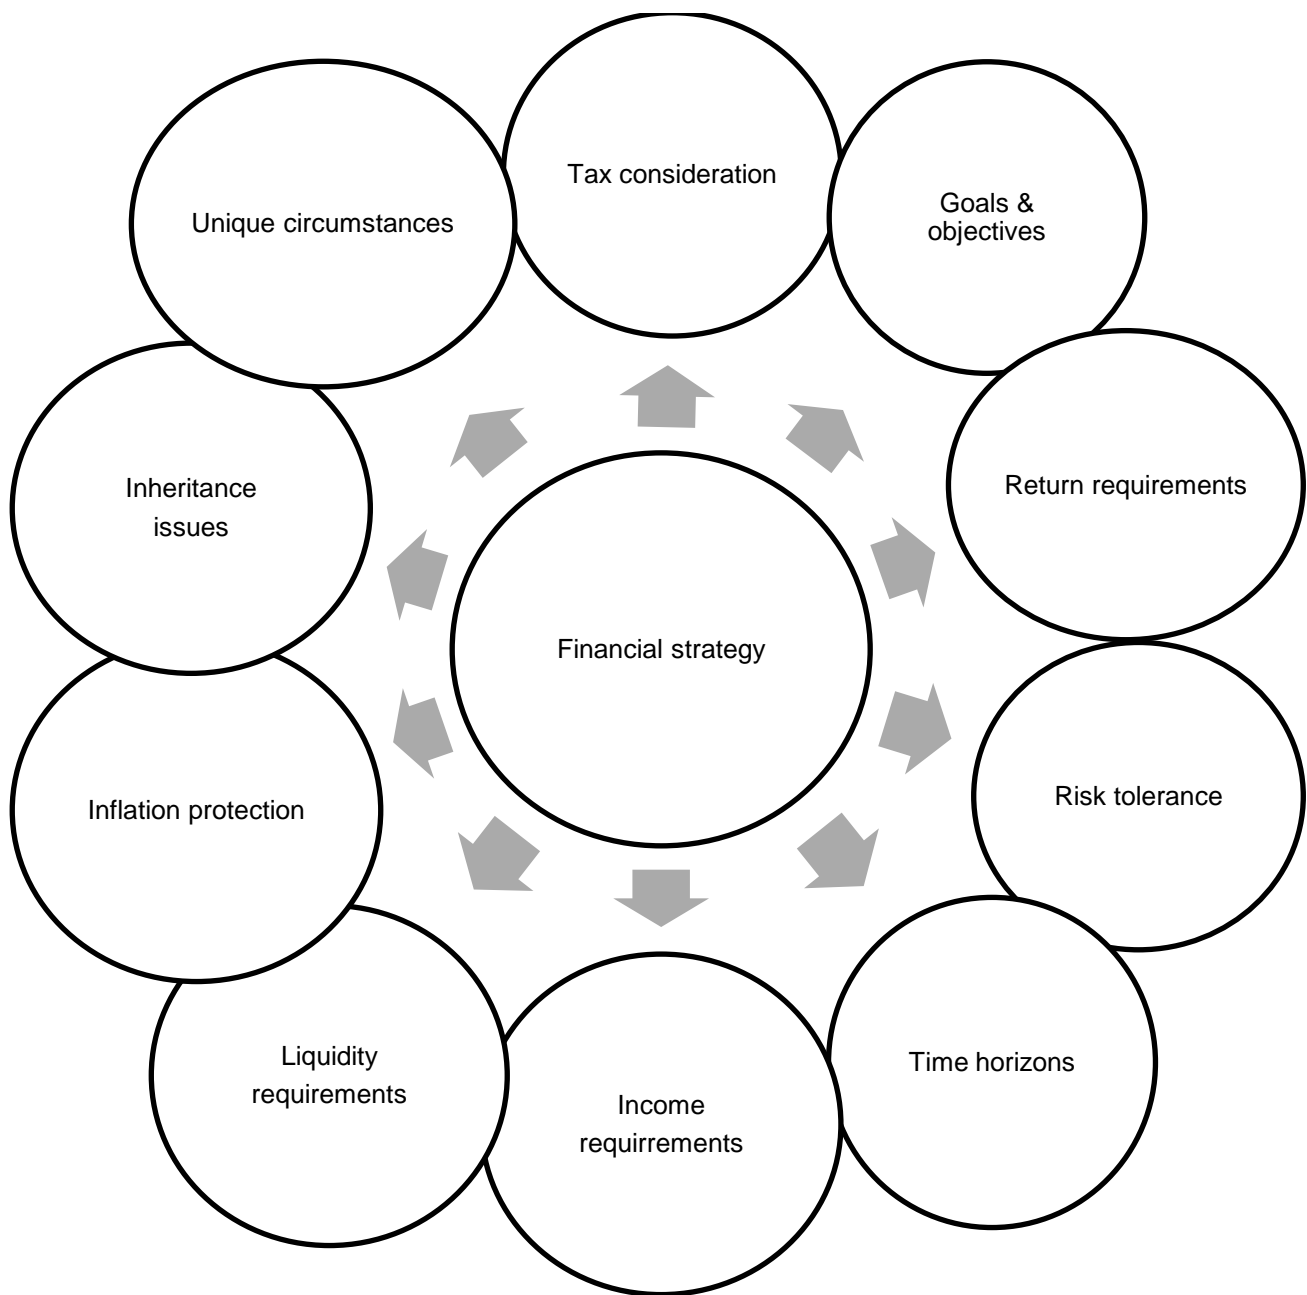 Tax consideration
Goals &
objectives
Unique circumstances
Return requirements
Inheritance
issues
Financial strategy
Risk tolerance
Inflation protection
Time horizons
Liquidity
requirements
Income
requirrements